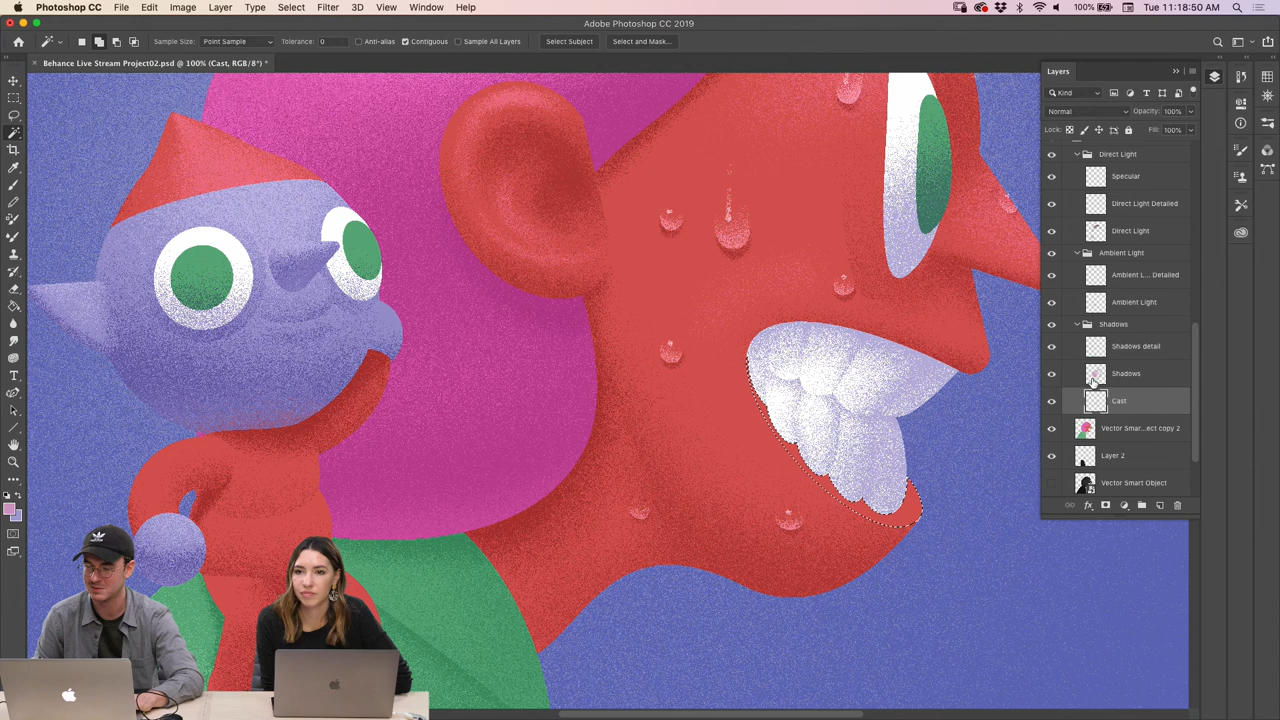 Photoshop CC File Edit Image Layer Type Select Filter 3D View Window Help 100% Tue 11:18:50 AM
Adobe Photoshop CC 2019
Sample Size: Point Sample Tolerance: 0 Anti-alias Contiguous Sample All Layers Select Subject Select and Mask...
Behance Live Stream Project02.psd @ 100% (Cast, RGB/8*) *
Layers
Kind
Normal Opacity: 100%
Lock: Fill: 100%
Direct Light
Specular
Direct Light Detailed
Direct Light
Ambient Light
Ambient L... Detailed
Ambient Light
Shadows
Shadows detail
Shadows
Cast
Vector Smar...ect copy 2
Layer 2
Vector Smart Object